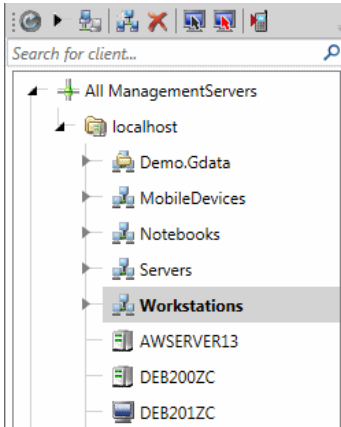 Search for client...
All ManagementServers
localhost
Demo.Gdata
MobileDevices
Notebooks
Servers
Workstations
AWSERVER13
DEB200ZC
DEB201ZC